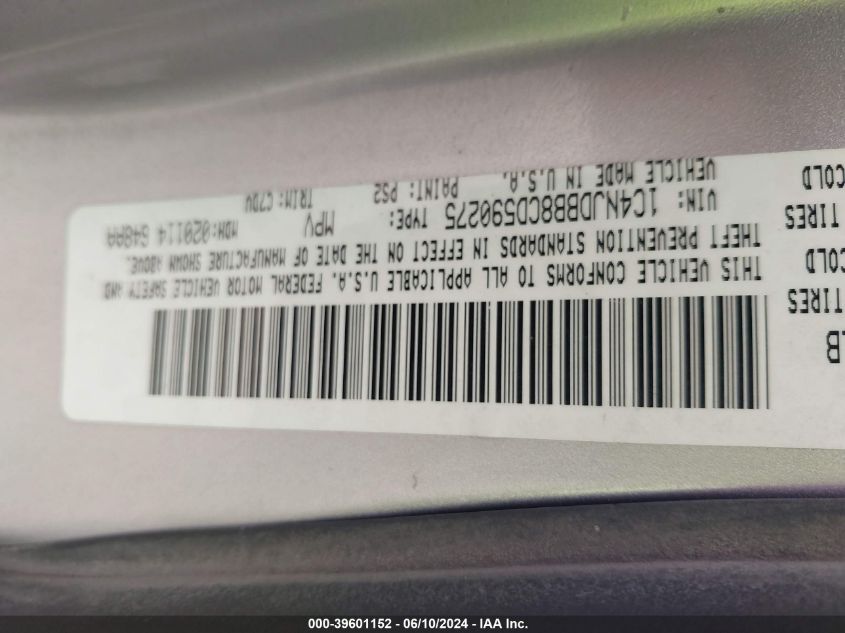 LB
TIRES
COLD
TIRES
COLD
THIS VEHICLE CONFORMS TO ALL APPLICABLE U.S.A. FEDERAL MOTOR VEHICLE SAFETY AND
THEFT PREVENTION STANDARDS IN EFFECT ON THE DATE OF MANUFACTURE SHOWN ABOVE.
VIN: 1C4NJDBB8CD590275 TYPE: MPV MDH:020114 648AA
VEHICLE MADE IN U.S.A. PAINT: PS2 TRIM: C7DV
000-39601152 - 06/10/2024 - IAA Inc.